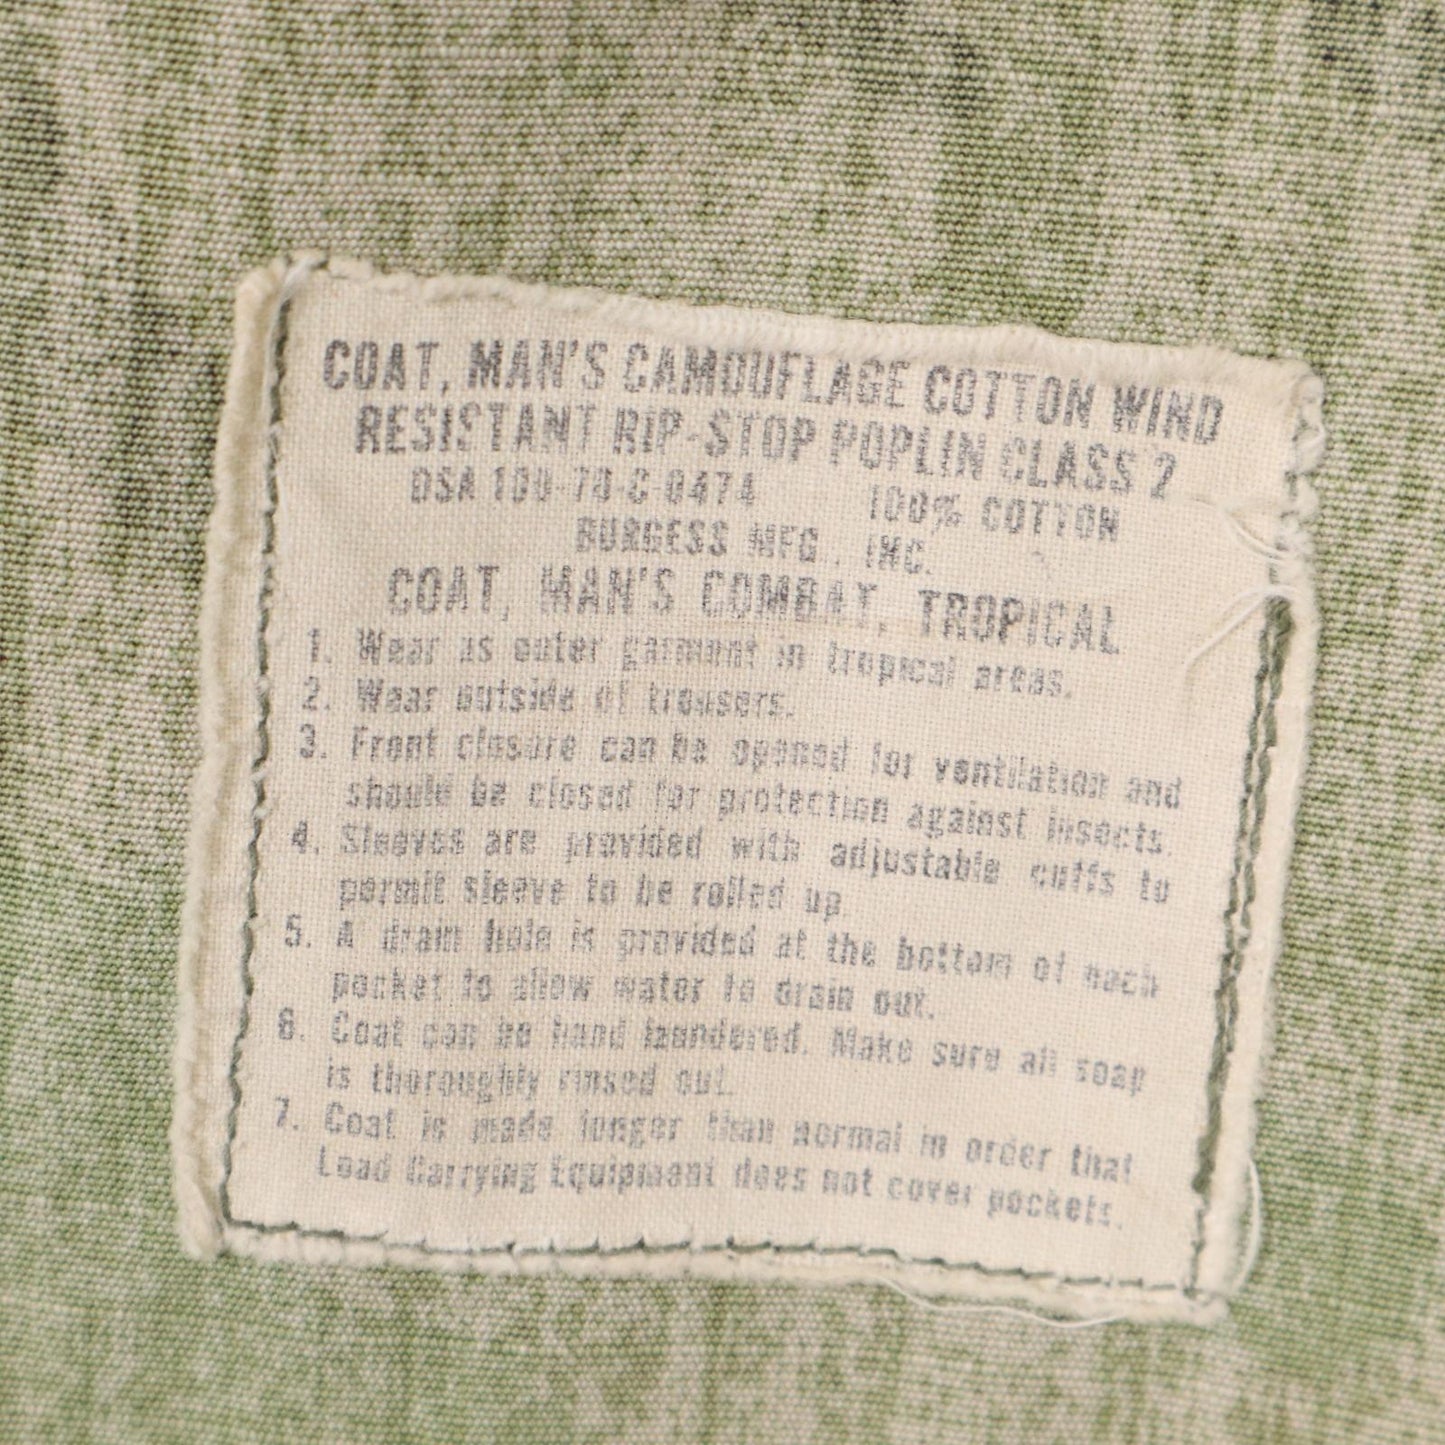 COAT, MAN'S CAMOUFLAGE COTTON WIND
RESISTANT RIP-STOP POPLIN CLASS 2
DSA 100-70-C-0474 100% COTTON
BURGESS MFG., INC.
COAT, MAN'S COMBAT, TROPICAL
1. Wear as outer garment in tropical areas.
2. Wear outside of trousers.
3. Front closure can be opened for ventilation and
should be closed for protection against insects.
4. Sleeves are provided with adjustable cuffs to
permit sleeve to be rolled up.
5. A drain hole is provided at the bottom of each
pocket to allow water to drain out.
6. Coat can be hand laundered. Make sure all soap
is thoroughly rinsed out.
7. Coat is made longer than normal in order that
Load Carrying Equipment does not cover pockets.